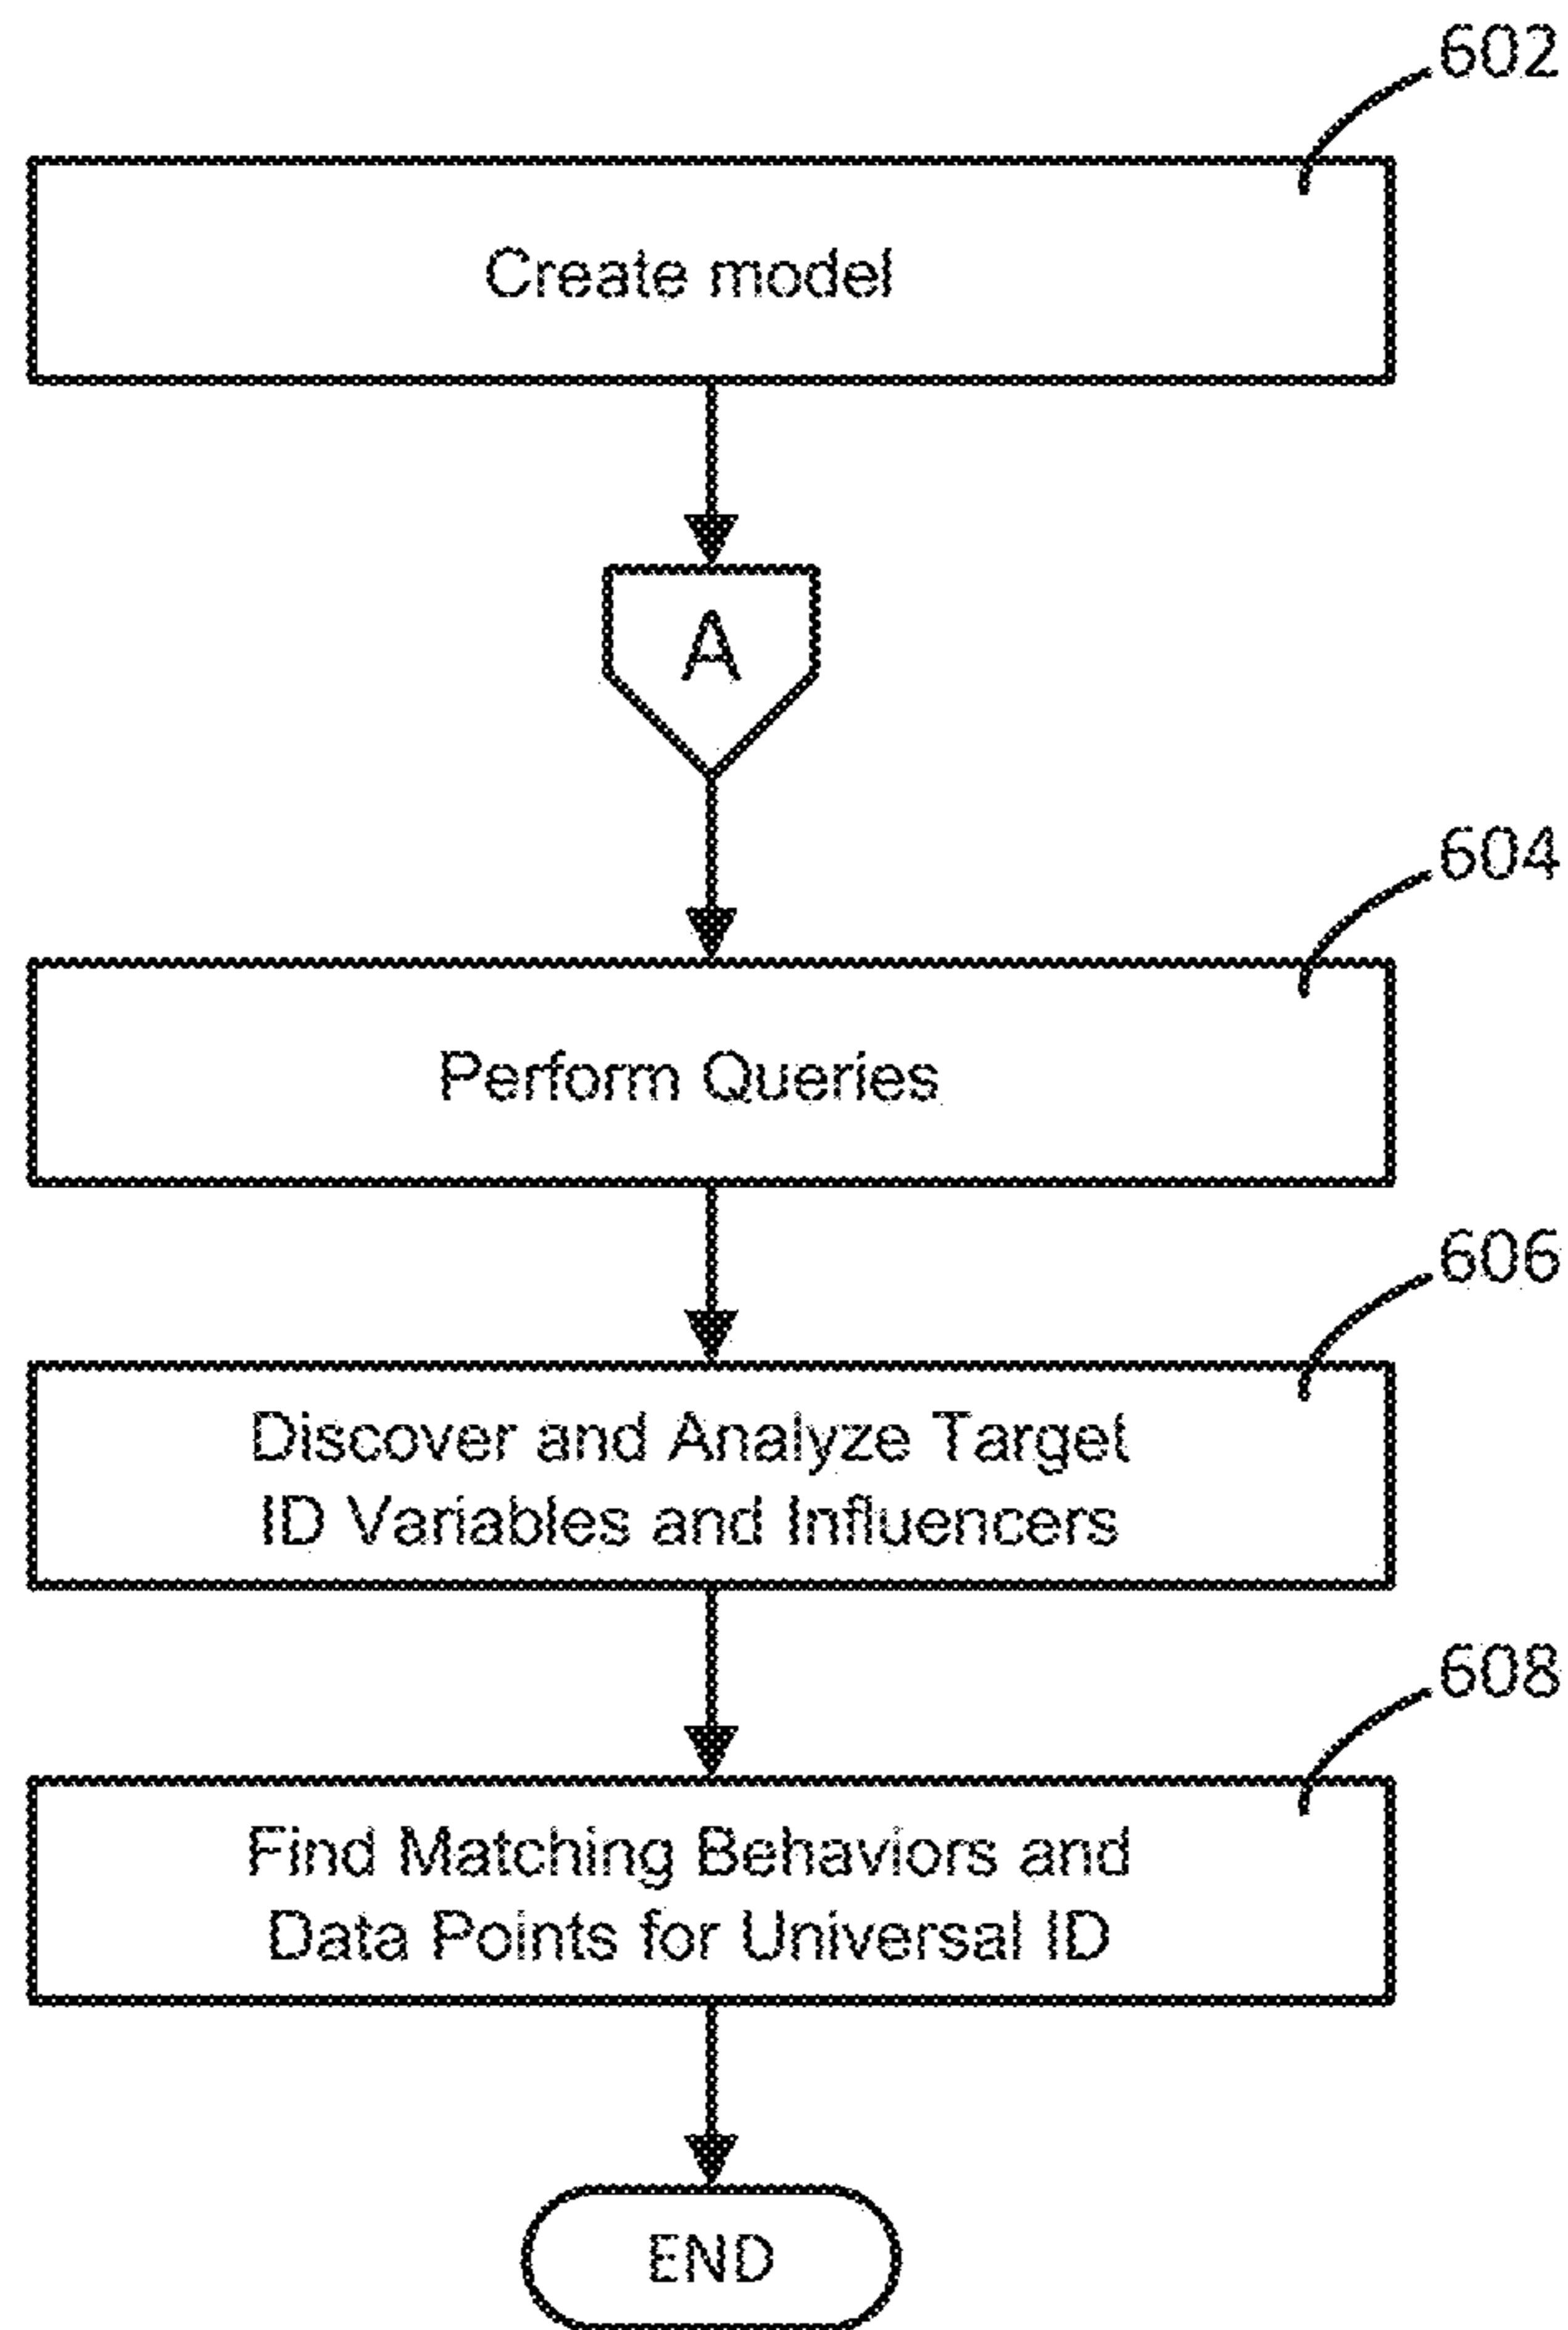 602
Create model
A
604
Perform Queries
606
Discover and Analyze Target
ID Variables and Influencers
608
Find Matching Behaviors and
Data Points for Universal ID
END